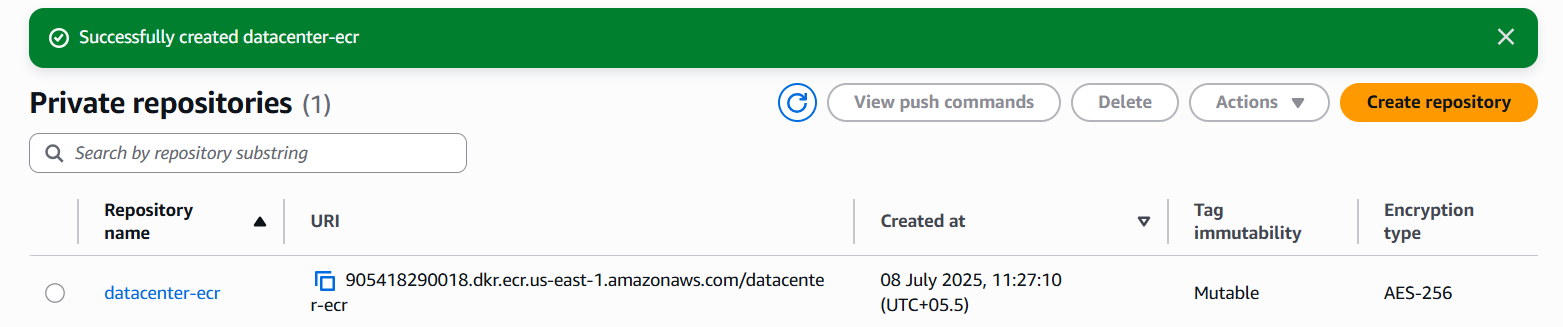 Successfully created datacenter-ecr
Private repositories (1)
View push commands
Delete
Actions
Create repository
Search by repository substring
Repository
name
URI
Created at
Tag
immutability
Encryption
type
datacenter-ecr
905418290018.dkr.ecr.us-east-1.amazonaws.com/datacente
r-ecr
08 July 2025, 11:27:10
(UTC+05.5)
Mutable
AES-256